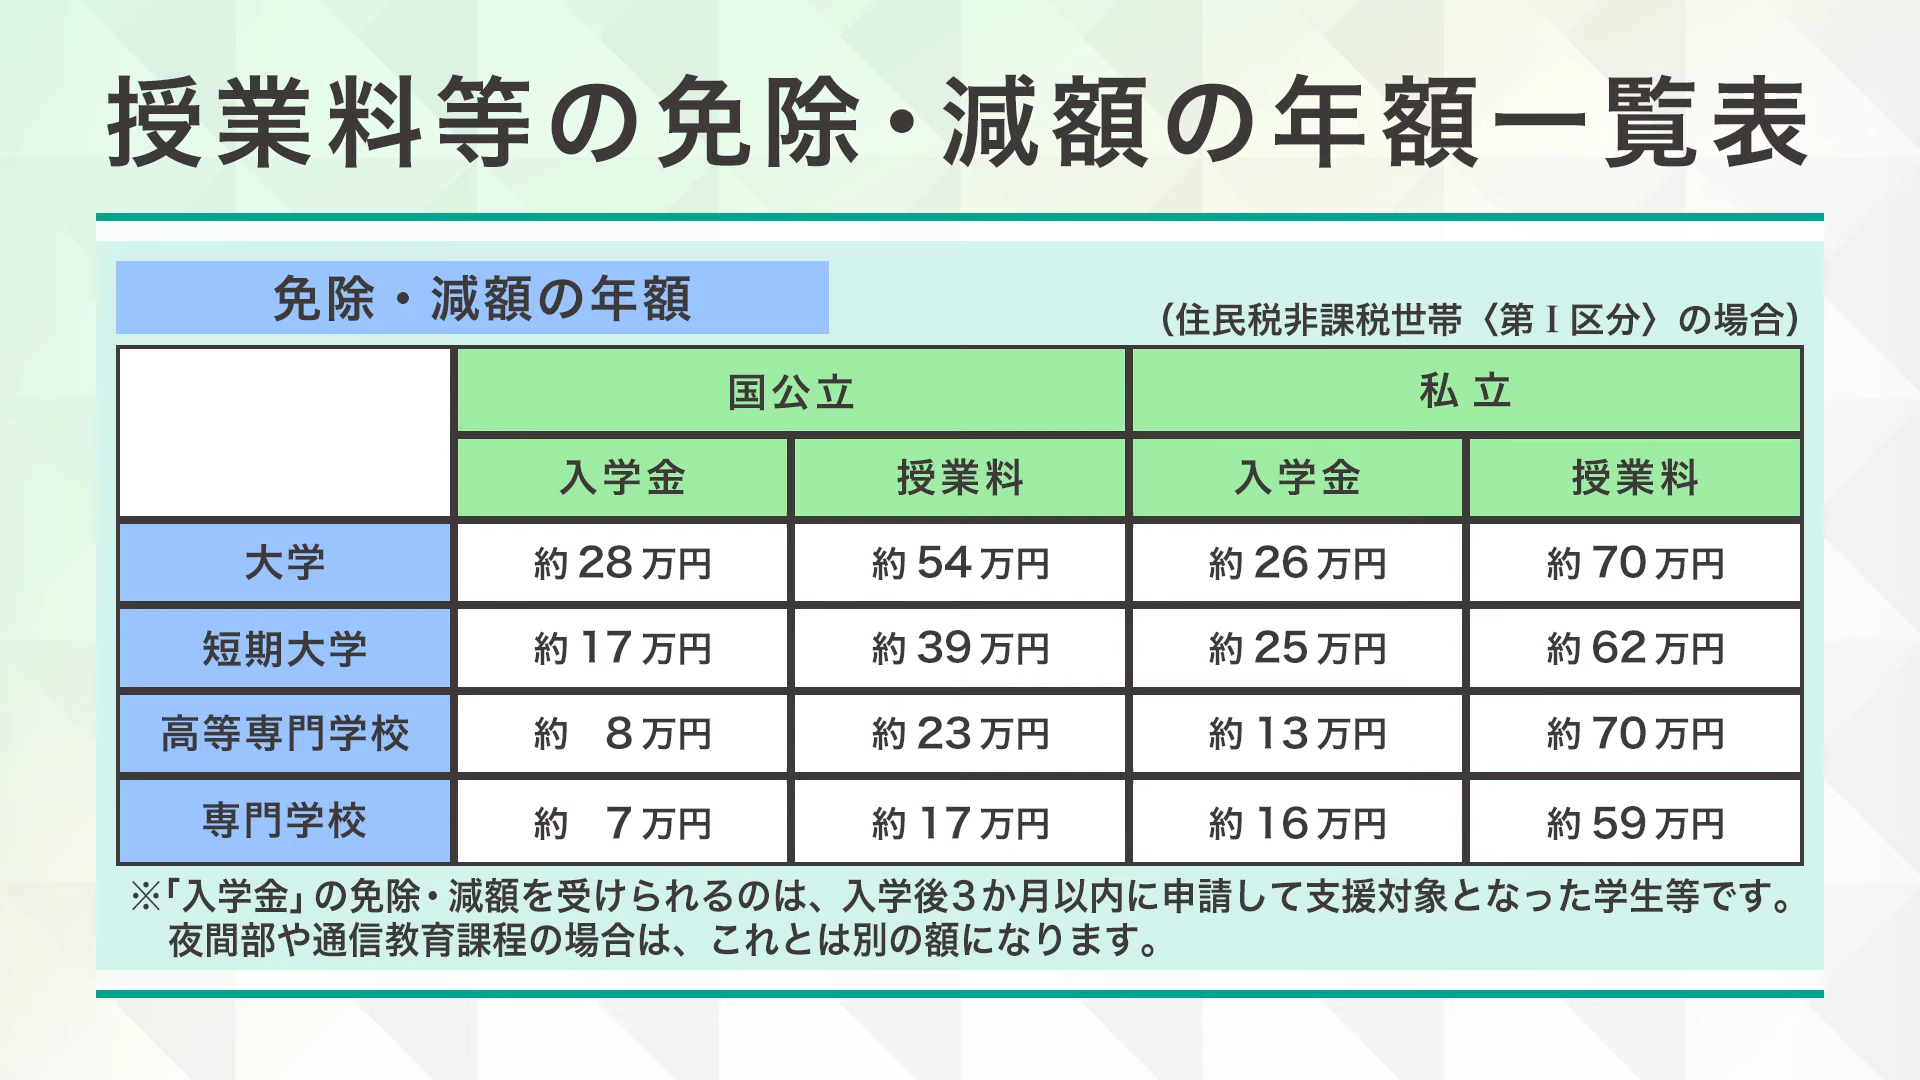 授業料等の免除・減額の年額一覧表
免除・減額の年額
（住民税非課税世帯〈第Ⅰ区分〉の場合）
国公立 私立
入学金 授業料 入学金 授業料
大学 約28万円 約54万円 約26万円 約70万円
短期大学 約17万円 約39万円 約25万円 約62万円
高等専門学校 約 8万円 約23万円 約13万円 約70万円
専門学校 約 7万円 約17万円 約16万円 約59万円
※「入学金」の免除・減額を受けられるのは、入学後３か月以内に申請して支援対象となった学生等です。
夜間部や通信教育課程の場合は、これとは別の額になります。